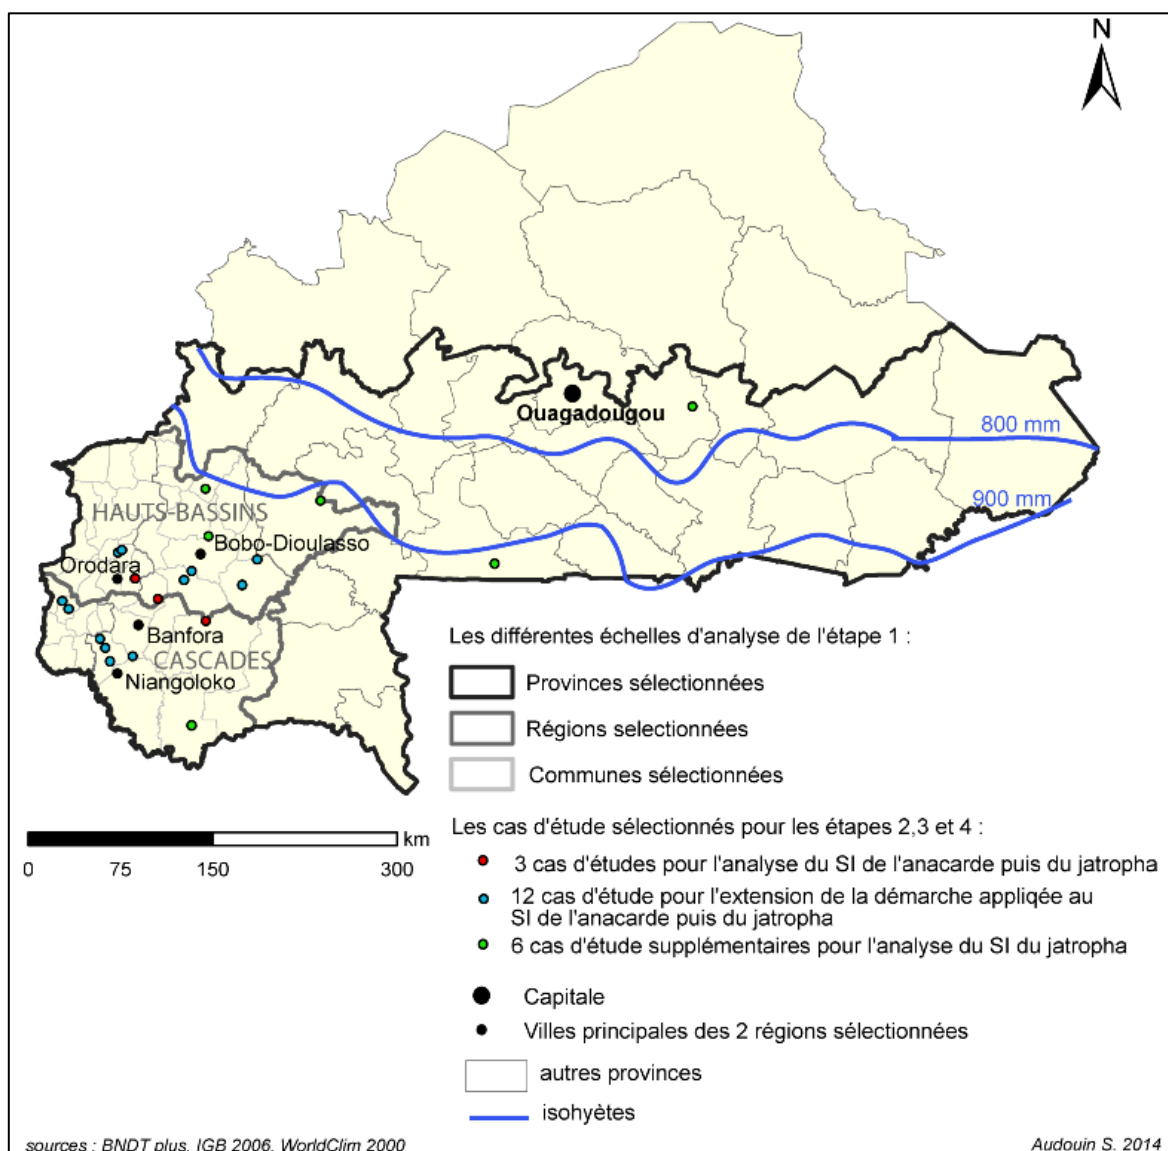 N
Ouagadougou
800 mm
900 mm
HAUTS-BASSINS
Bobo-Dioulasso
Orodara
Banfora
CASCADES
Niangoloko
Les différentes échelles d'analyse de l'étape 1 :
Provinces sélectionnées
Régions selectionnées
Communes sélectionnées
km
0 75 150 300
Les cas d'étude sélectionnés pour les étapes 2,3 et 4 :
3 cas d'études pour l'analyse du SI de l'anacarde puis du jatropha
12 cas d'étude pour l'extension de la démarche appliqée au
SI de l'anacarde puis du jatropha
6 cas d'étude supplémentaires pour l'analyse du SI du jatropha
Capitale
Villes principales des 2 régions sélectionnées
autres provinces
isohyètes
sources : BNDT plus, IGB 2006, WorldClim 2000
Audouin S. 2014